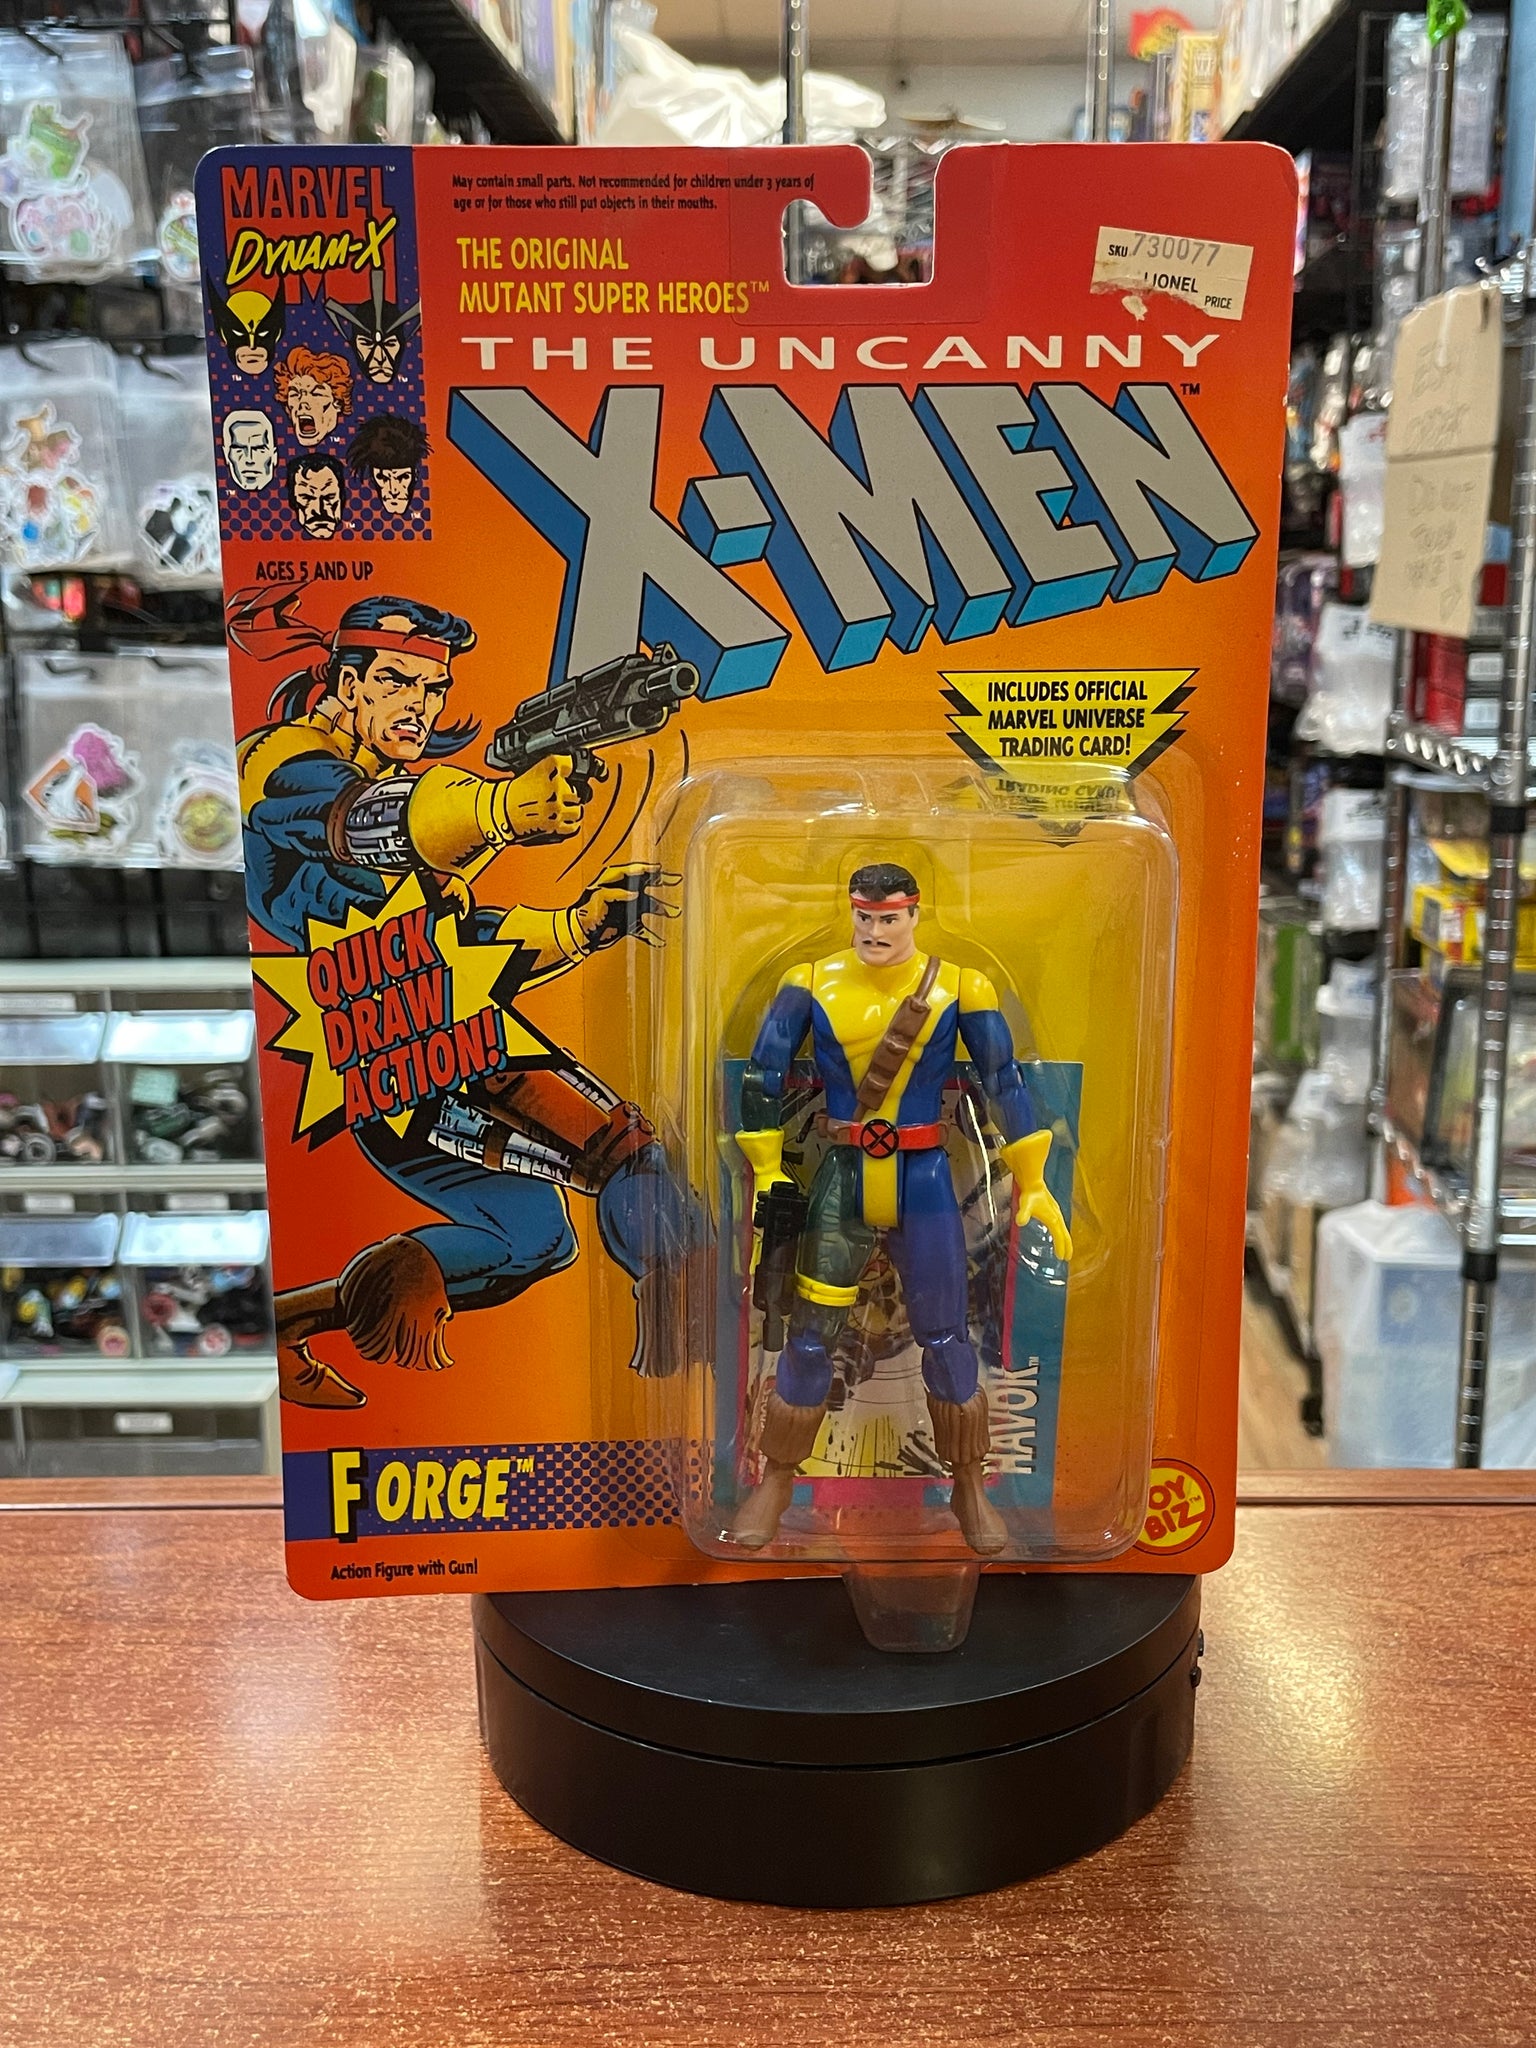 MARVEL™
DYNAM-X
May contain small parts. Not recommended for children under 3 years of
age or for those who still put objects in their mouths.
THE ORIGINAL
MUTANT SUPER HEROES™
SKU 730077
LIONEL
PRICE
THE UNCANNY
X-MEN™
AGES 5 AND UP
INCLUDES OFFICIAL
MARVEL UNIVERSE
TRADING CARD!
QUICK
DRAW
ACTION!
HAVOK™
FORGE™
Action Figure with Gun!
TOY
BIZ™